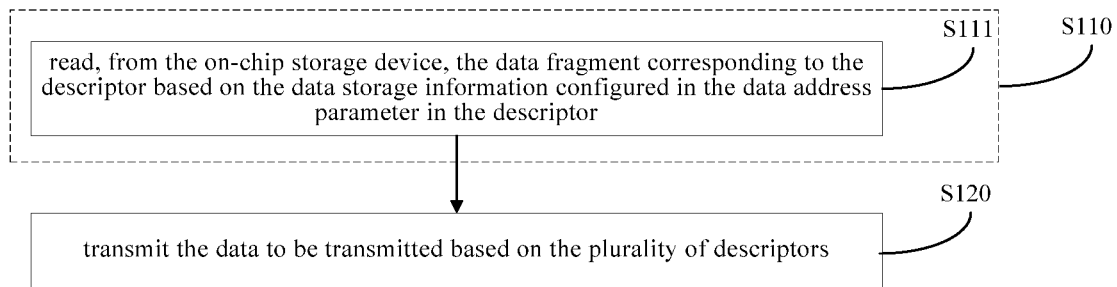 S111
S110
read, from the on-chip storage device, the data fragment corresponding to the
descriptor based on the data storage information configured in the data address
parameter in the descriptor
S120
transmit the data to be transmitted based on the plurality of descriptors